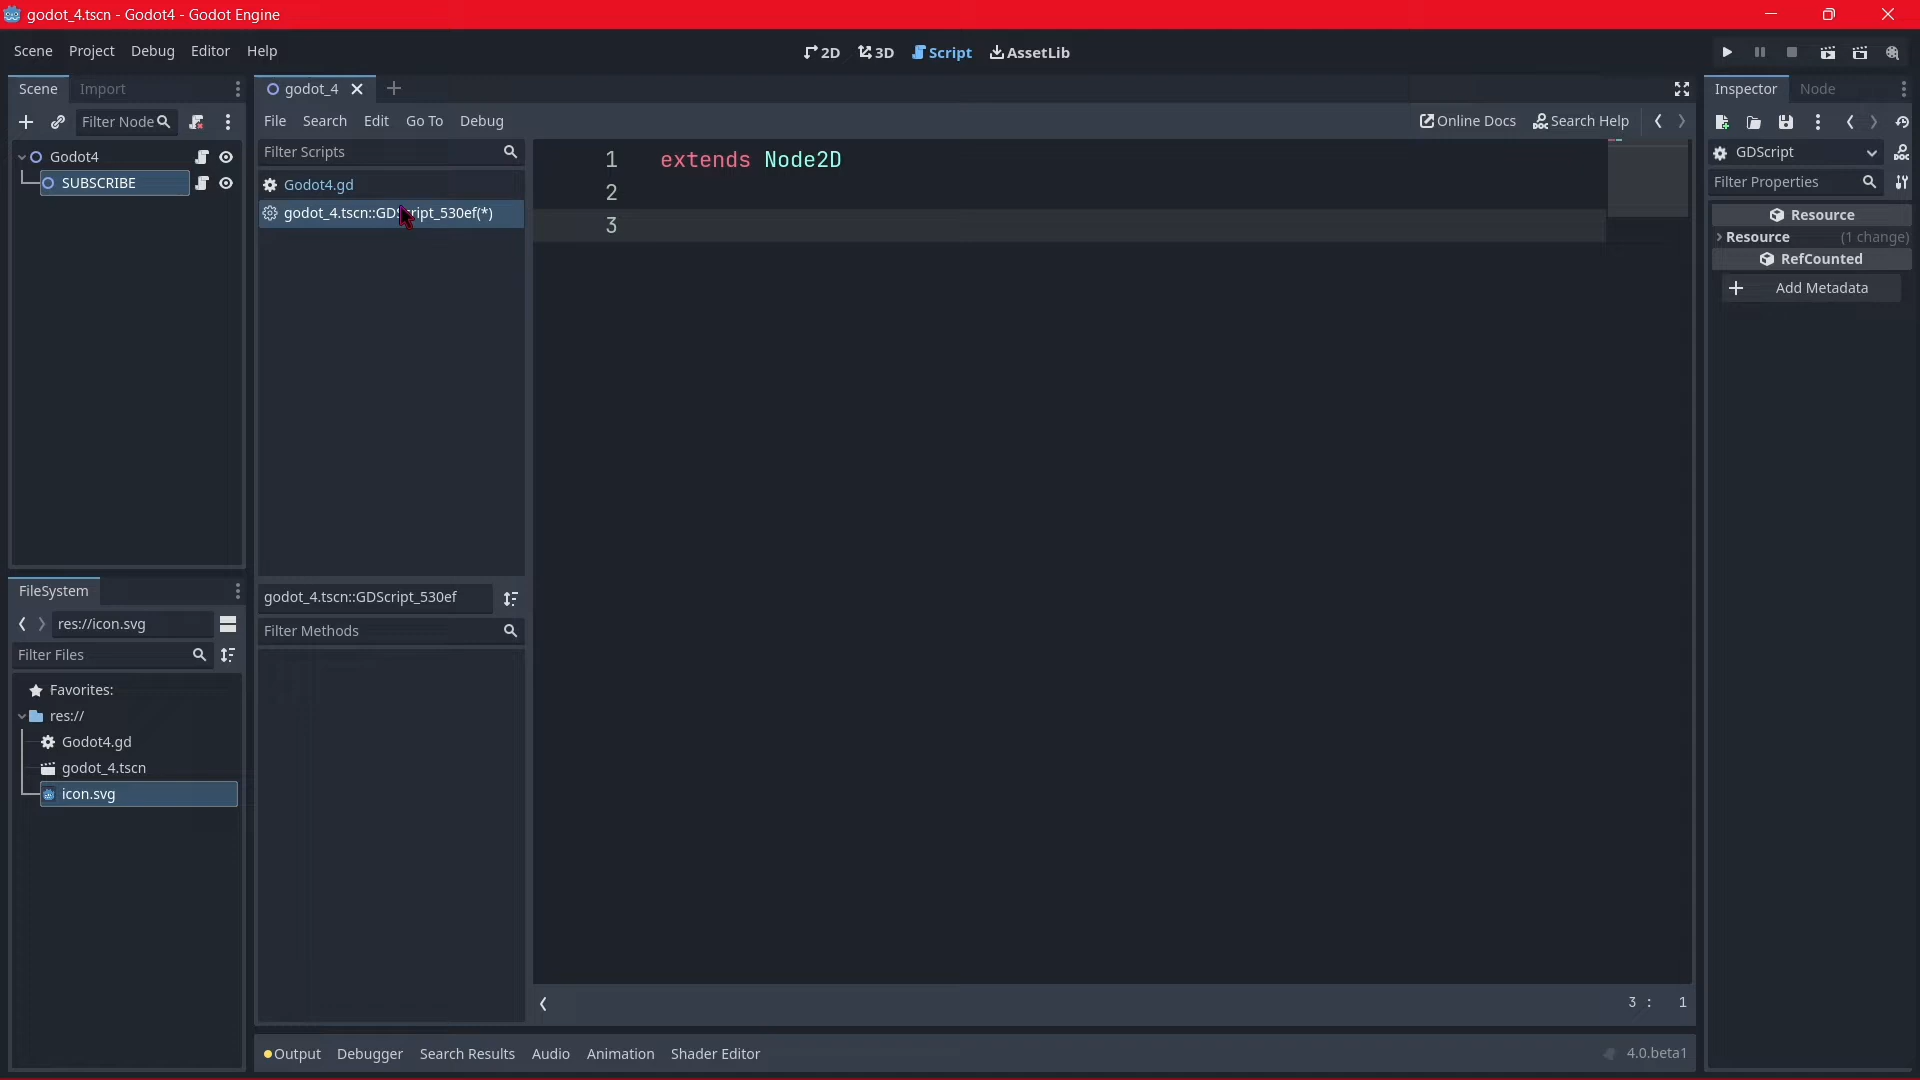 godot_4.tscn - Godot4 - Godot Engine
Scene Project Debug Editor Help
2D 3D Script AssetLib
Scene Import
Filter Node
Godot4
SUBSCRIBE
godot_4
File Search Edit Go To Debug
Online Docs Search Help
Filter Scripts
Godot4.gd
godot_4.tscn::GDScript_530ef(*)
1 extends Node2D
2
3
godot_4.tscn::GDScript_530ef
Filter Methods
3 : 1
FileSystem
res://icon.svg
Filter Files
Favorites:
res://
Godot4.gd
godot_4.tscn
icon.svg
Output Debugger Search Results Audio Animation Shader Editor
4.0.beta1
Inspector Node
GDScript
Filter Properties
Resource
Resource (1 change)
RefCounted
Add Metadata